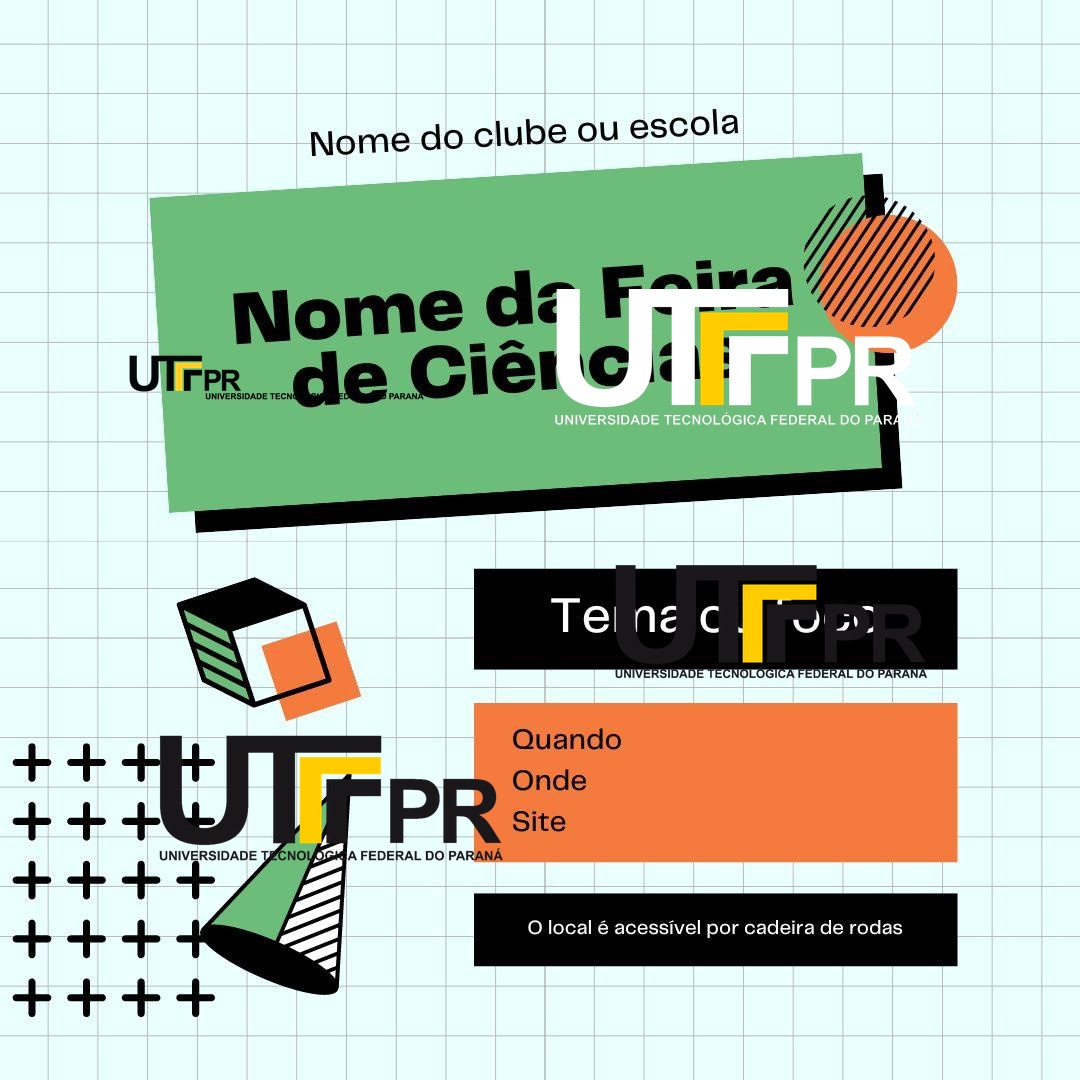 Nome do clube ou escola
Nome da Feira
de Ciências
UTFPR
UNIVERSIDADE TECNOLÓGICA FEDERAL DO PARANÁ
UTFPR
UNIVERSIDADE TECNOLÓGICA FEDERAL DO PARANÁ
Tema ou foco
UTFPR
UNIVERSIDADE TECNOLÓGICA FEDERAL DO PARANÁ
Quando
Onde
Site
UTFPR
UNIVERSIDADE TECNOLÓGICA FEDERAL DO PARANÁ
O local é acessível por cadeira de rodas